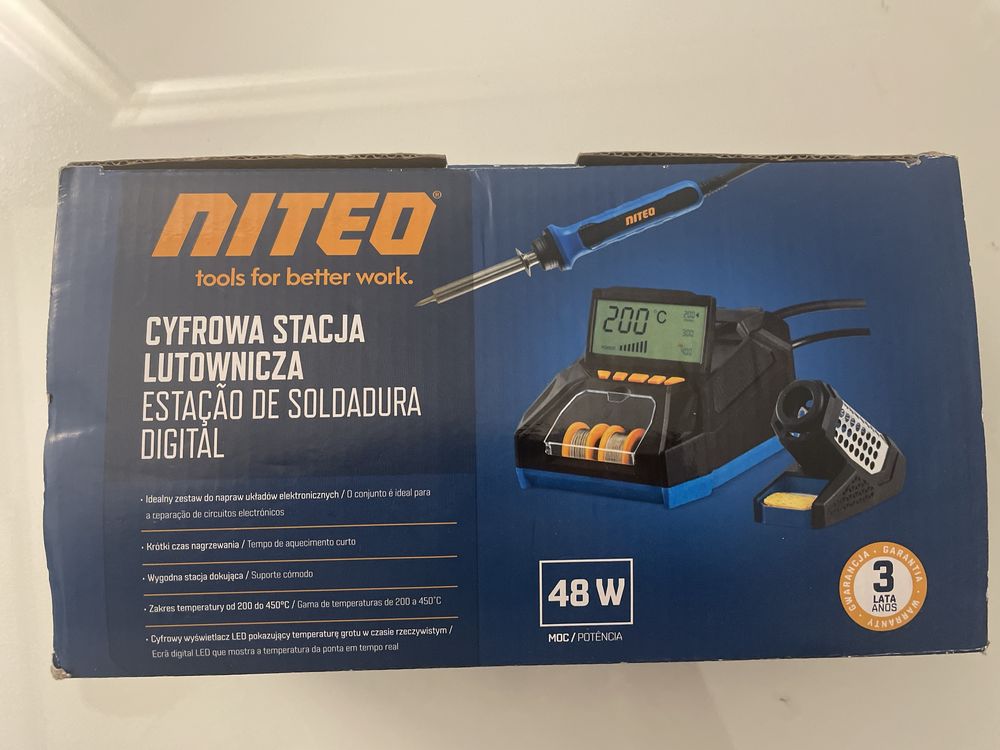 NITEO®
tools for better work.
CYFROWA STACJA
LUTOWNICZA
ESTAÇÃO DE SOLDADURA
DIGITAL
• Idealny zestaw do napraw układów elektronicznych / O conjunto é ideal para
a reparação de circuitos electrónicos
• Krótki czas nagrzewania / Tempo de aquecimento curto
• Wygodna stacja dokująca / Suporte cómodo
• Zakres temperatury od 200 do 450°C / Gama de temperaturas de 200 a 450°C
• Cyfrowy wyświetlacz LED pokazujący temperaturę grotu w czasie rzeczywistym /
Ecrã digital LED que mostra a temperatura da ponta em tempo real
NITEO
200 °C
200
300
400
48 W
MOC / POTÊNCIA
GWARANCJA • GARANTIA • WARRANTY
3
LATA
ANOS